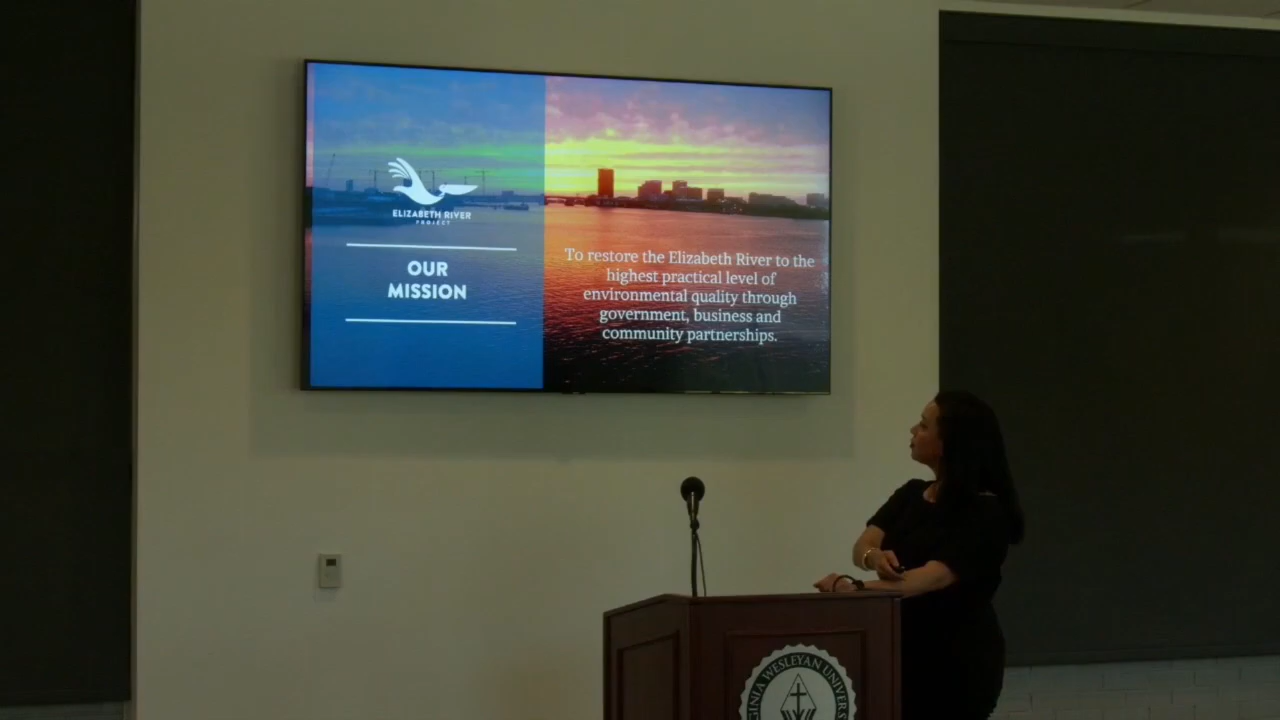 ELIZABETH RIVER
PROJECT
OUR
MISSION
To restore the Elizabeth River to the
highest practical level of
environmental quality through
government, business and
community partnerships.
WESLEYAN